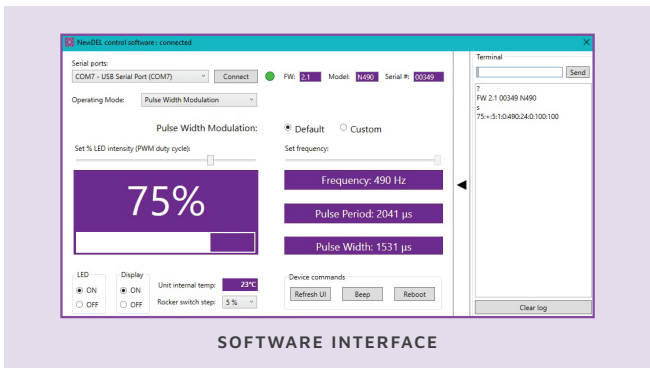 NewDEL control software: connected
Serial ports:
COM7 - USB Serial Port (COM7)
Connect
FW: 2.1 Model: N490 Serial #: 00349
Operating Mode: Pulse Width Modulation
Pulse Width Modulation: Default Custom
Set % LED intensity (PWM duty cycle):
75%
Set frequency:
Frequency: 490 Hz
Pulse Period: 2041 µs
Pulse Width: 1531 µs
LED
ON
OFF
Display
ON
OFF
Unit internal temp: 23°C
Rocker switch step: 5 %
Device commands
Refresh UI Beep Reboot
Terminal
Send
?
FW 2.1 00349 N490
s
75:+:5:1:0:490:24:0:100:100
Clear log
SOFTWARE INTERFACE